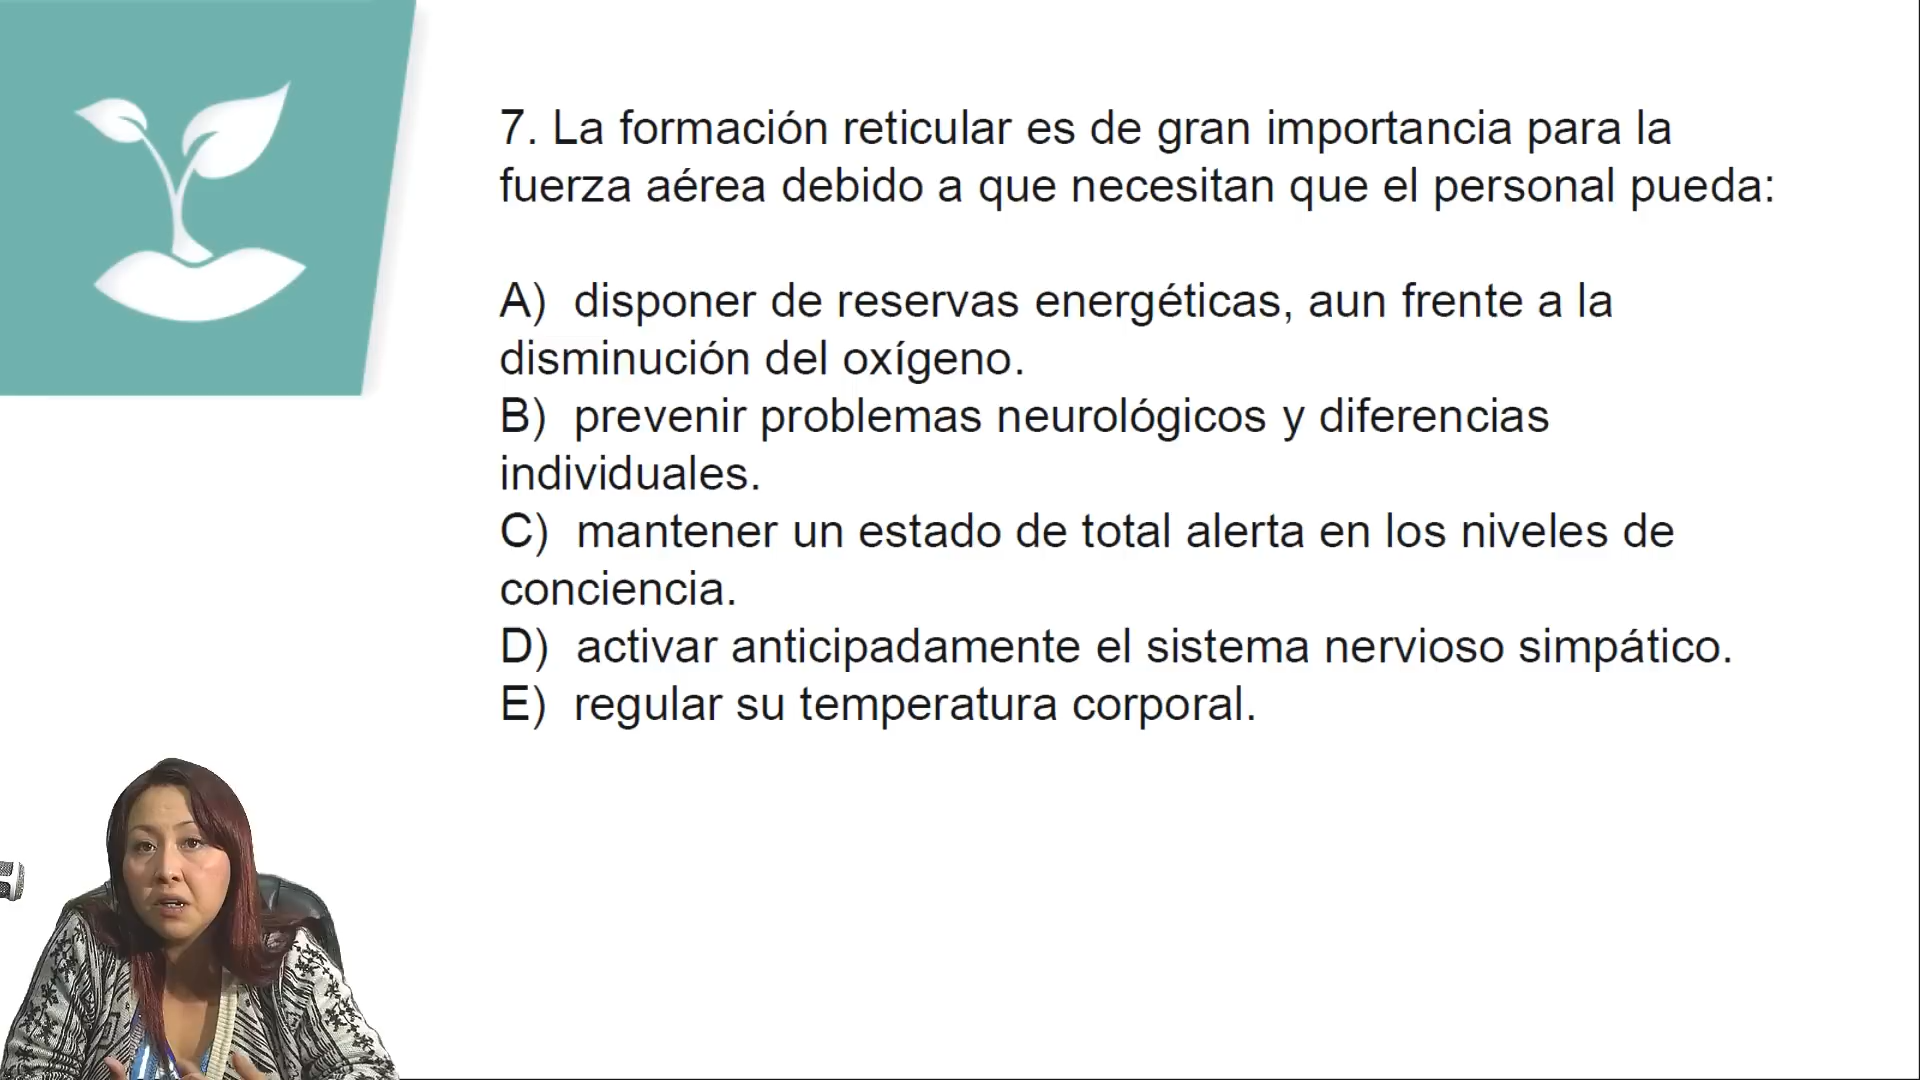 7. La formación reticular es de gran importancia para la
fuerza aérea debido a que necesitan que el personal pueda:
A) disponer de reservas energéticas, aun frente a la
disminución del oxígeno.
B) prevenir problemas neurológicos y diferencias
individuales.
C) mantener un estado de total alerta en los niveles de
conciencia.
D) activar anticipadamente el sistema nervioso simpático.
E) regular su temperatura corporal.